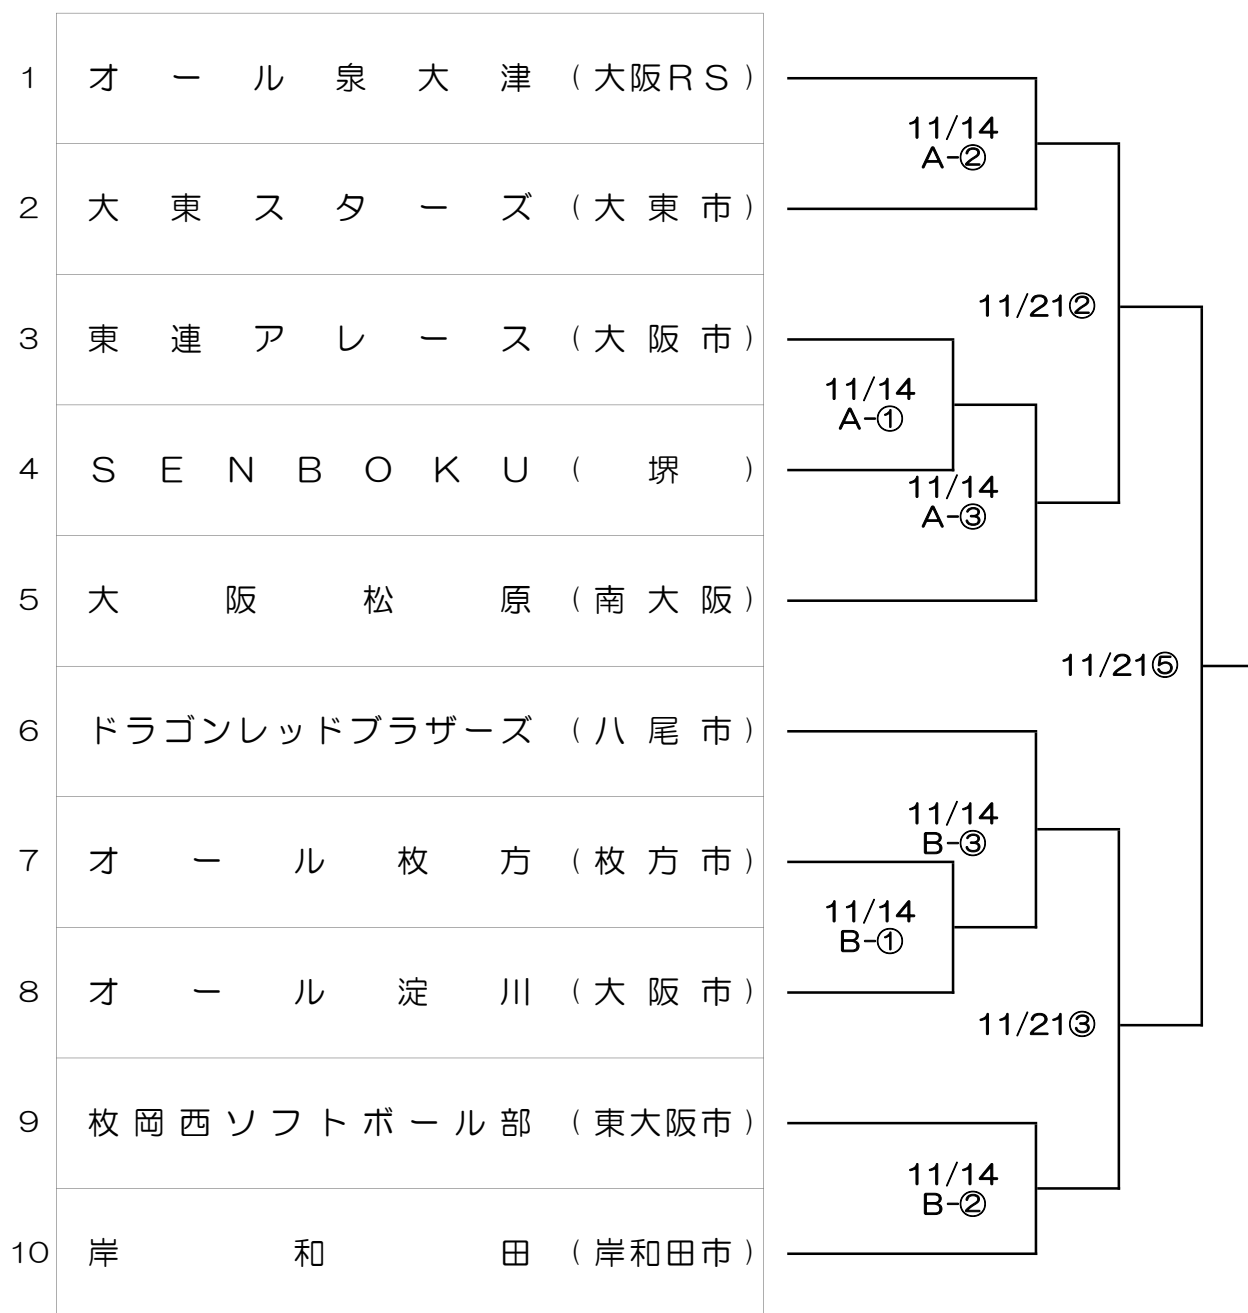 1 オール泉大津 (大阪RS)
11/14
A-②
2 大東スターズ (大東市)
11/21②
3 東連アレース (大阪市)
11/14
A-①
4 SENBOKU (堺)
11/14
A-③
5 大阪松原 (南大阪)
11/21⑤
6 ドラゴンレッドブラザーズ (八尾市)
11/14
B-③
7 オール枚方 (枚方市)
11/14
B-①
8 オール淀川 (大阪市)
11/21③
9 枚岡西ソフトボール部 (東大阪市)
11/14
B-②
10 岸和田 (岸和田市)